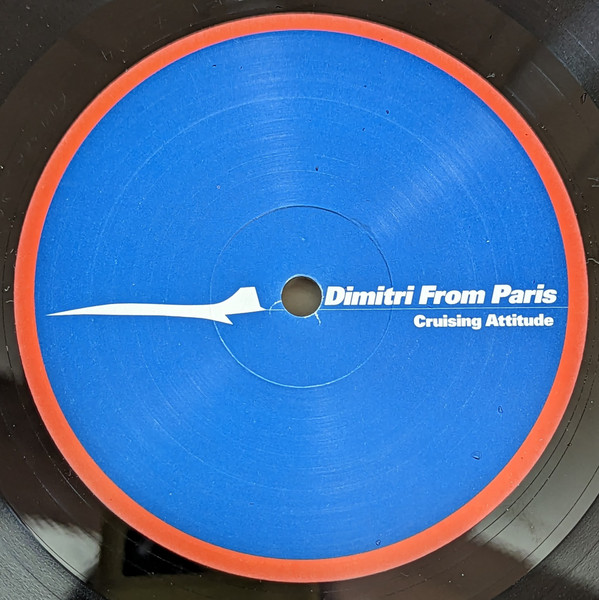 Dimitri From Paris
Cruising Attitude